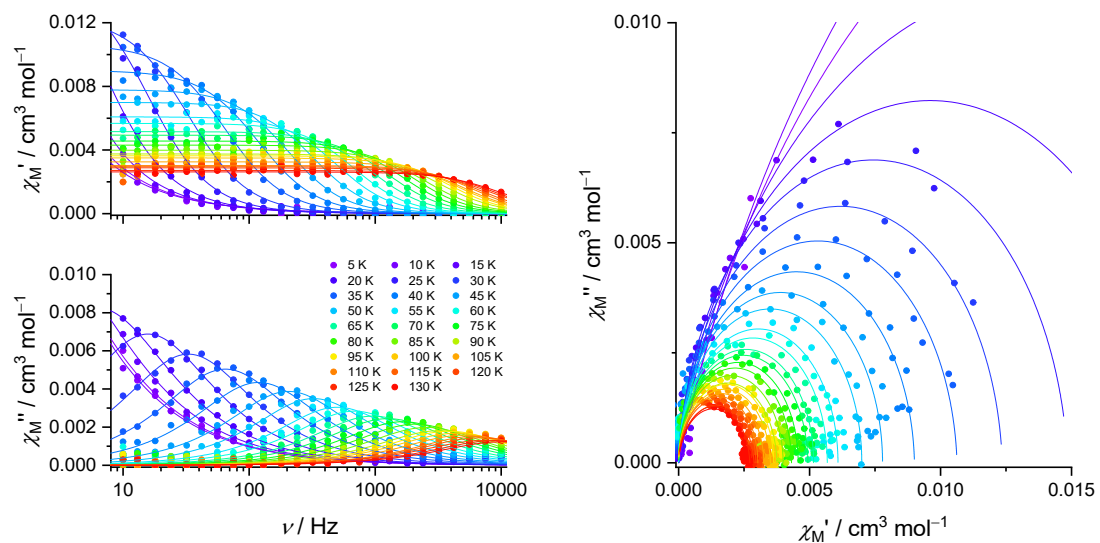 0.012
0.008
0.004
0.000
χM' / cm³ mol⁻¹
0.010
0.008
0.006
0.004
0.002
0.000
χM'' / cm³ mol⁻¹
5 K 10 K 15 K
20 K 25 K 30 K
35 K 40 K 45 K
50 K 55 K 60 K
65 K 70 K 75 K
80 K 85 K 90 K
95 K 100 K 105 K
110 K 115 K 120 K
125 K 130 K
10 100 1000 10000
ν / Hz
0.010
0.005
0.000
χM'' / cm³ mol⁻¹
0.000 0.005 0.010 0.015
χM' / cm³ mol⁻¹